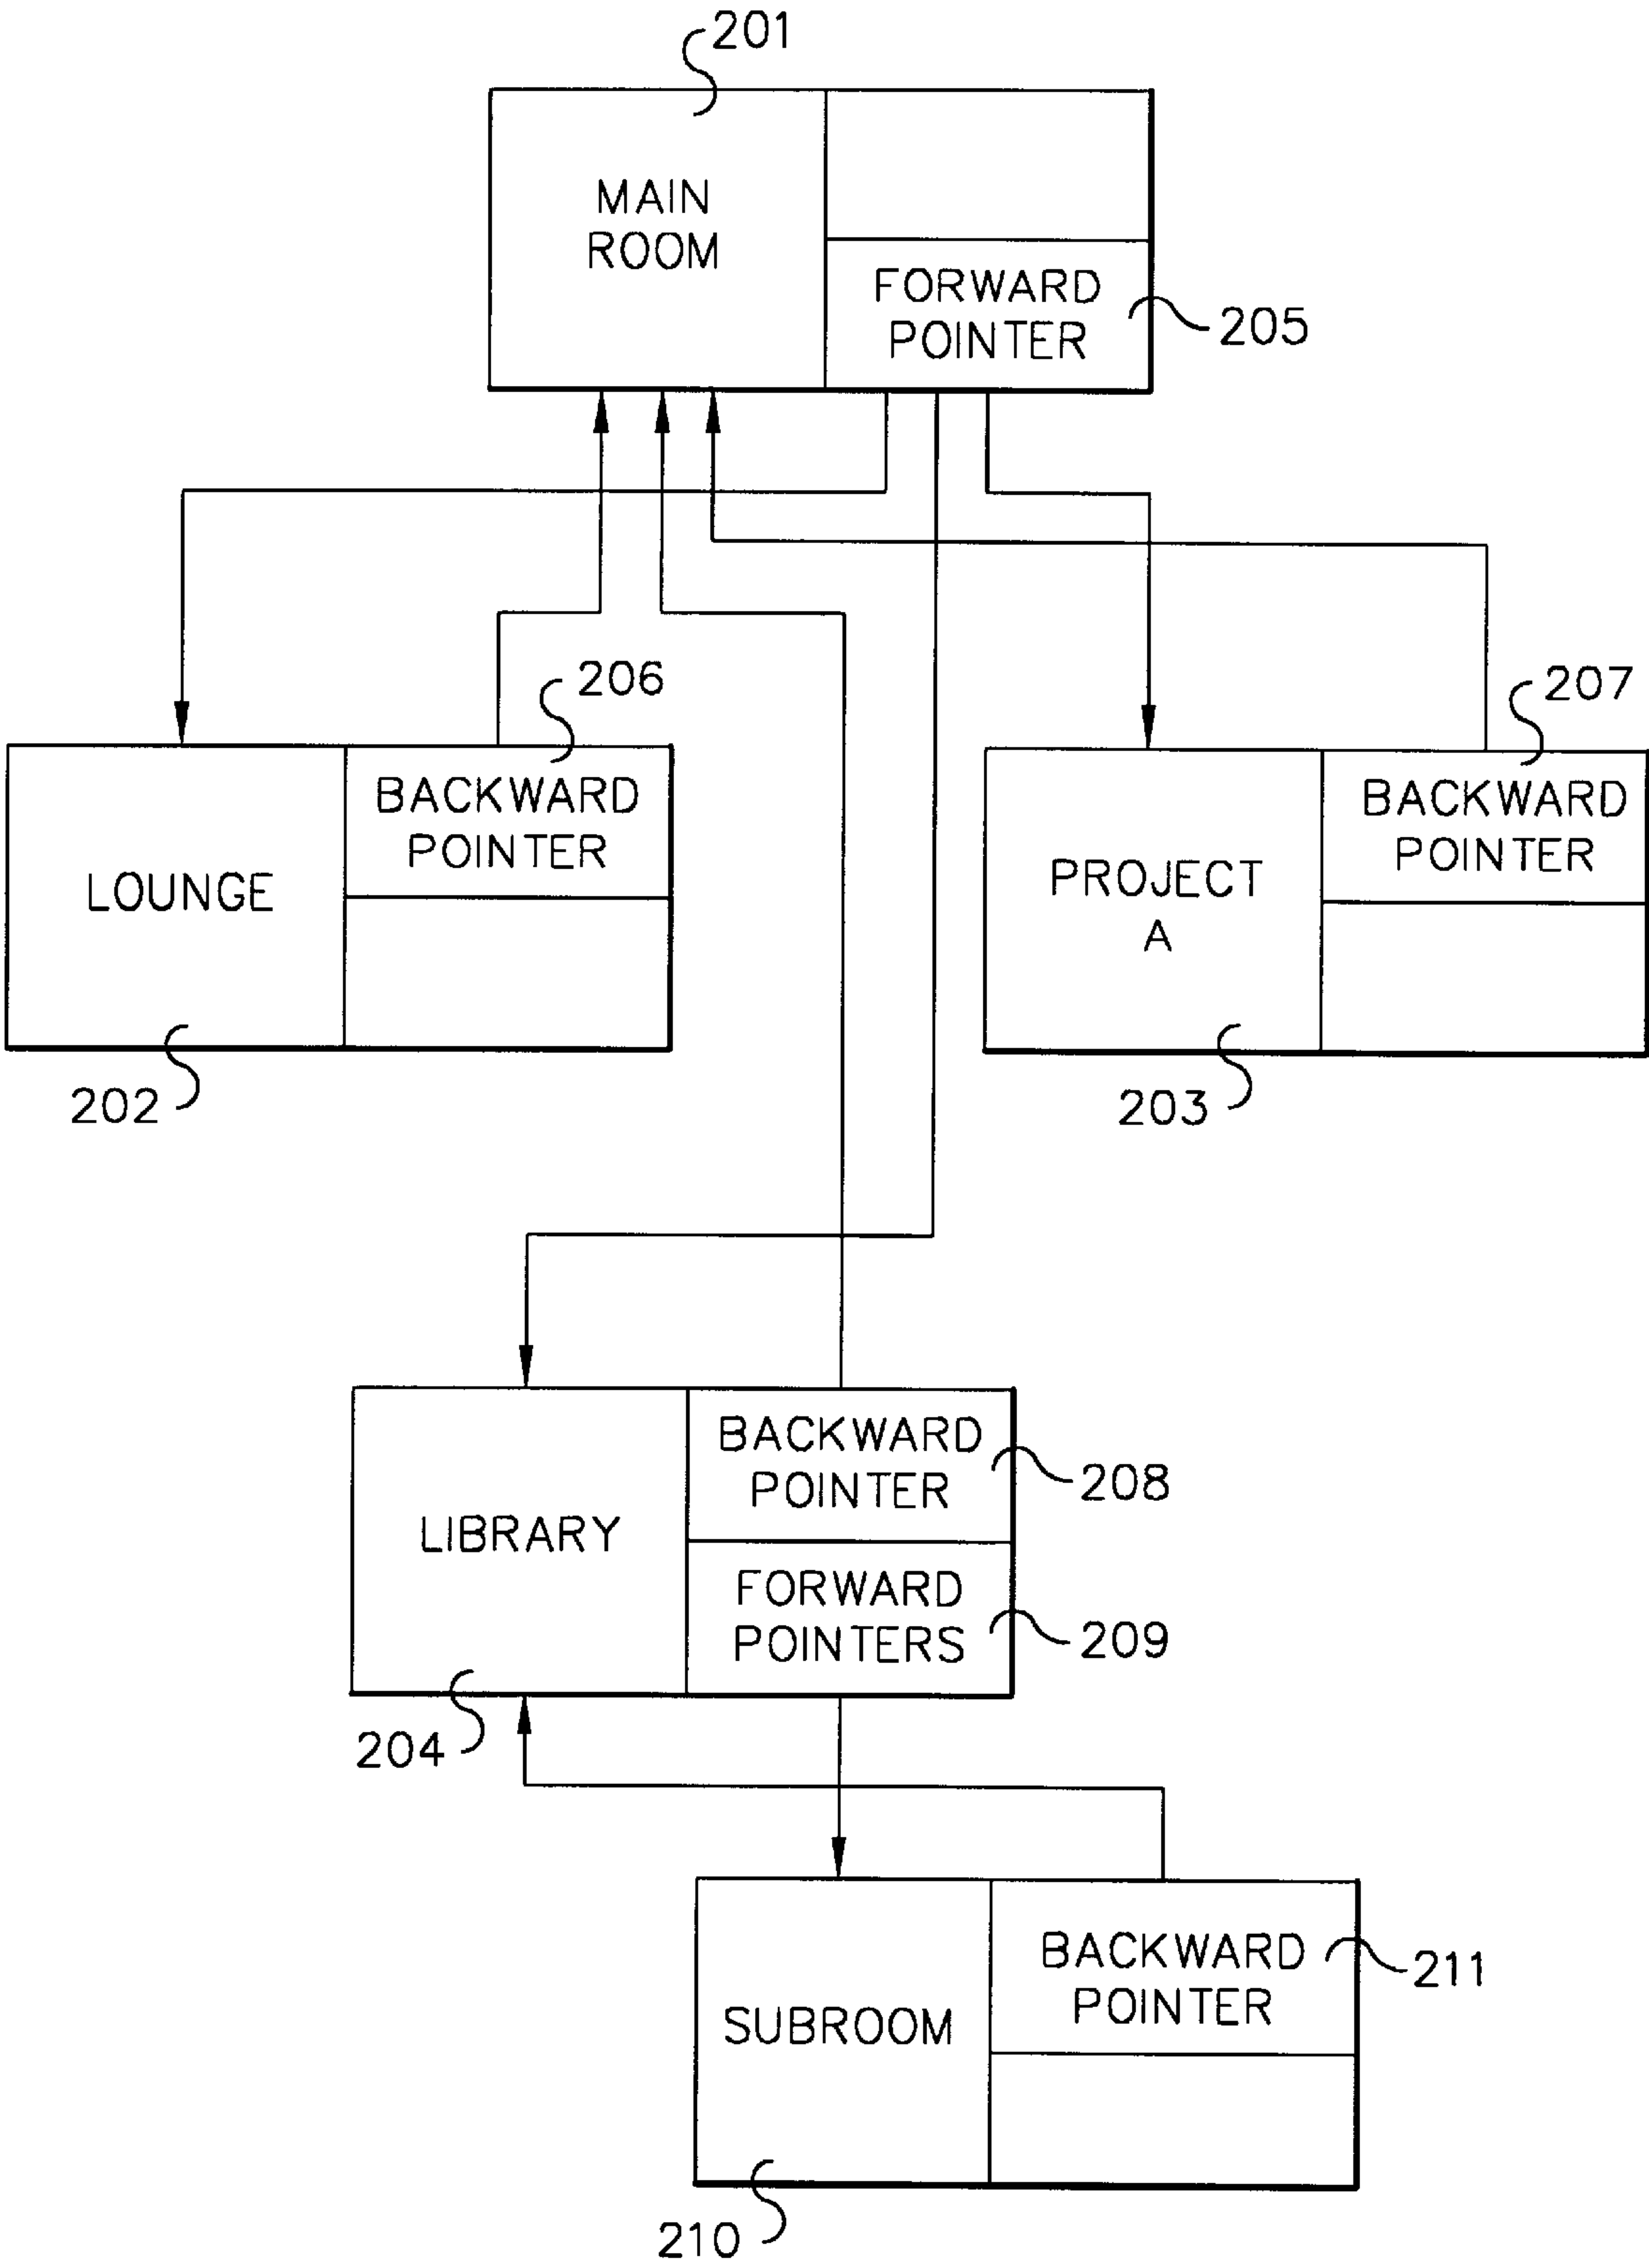 201
MAIN
ROOM
FORWARD
POINTER
205
206
207
LOUNGE
BACKWARD
POINTER
PROJECT
A
BACKWARD
POINTER
202
203
LIBRARY
BACKWARD
POINTER
208
FORWARD
POINTERS
209
204
SUBROOM
BACKWARD
POINTER
211
210